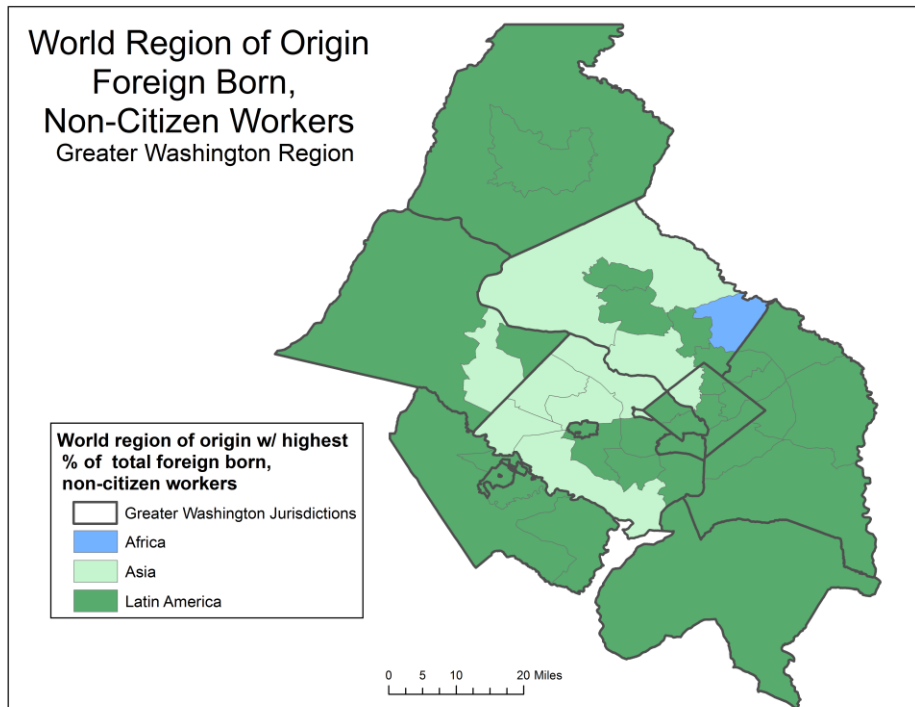 World Region of Origin
Foreign Born,
Non-Citizen Workers
Greater Washington Region
World region of origin w/ highest
% of total foreign born,
non-citizen workers
Greater Washington Jurisdictions
Africa
Asia
Latin America
0 5 10 20 Miles